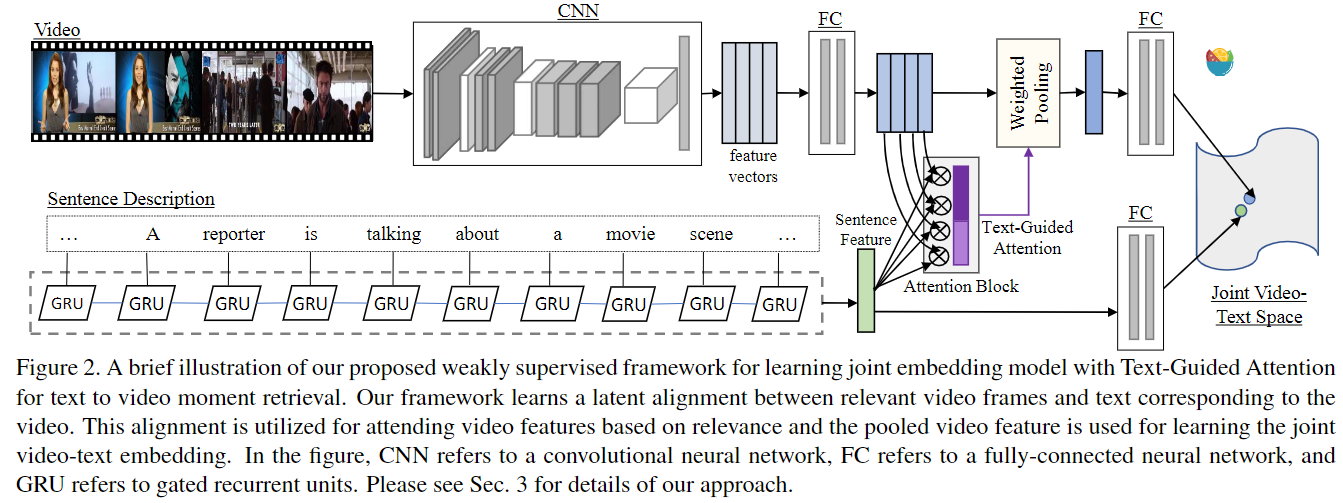 Video
CNN
FC
FC
TWO YEARS LATER
feature
vectors
Weighted
Pooling
Sentence Description
... A reporter is talking about a movie scene ...
GRU GRU GRU GRU GRU GRU GRU GRU GRU GRU
Sentence
Feature
Text-Guided
Attention
Attention Block
FC
Joint Video-
Text Space
Figure 2. A brief illustration of our proposed weakly supervised framework for learning joint embedding model with Text-Guided Attention
for text to video moment retrieval. Our framework learns a latent alignment between relevant video frames and text corresponding to the
video. This alignment is utilized for attending video features based on relevance and the pooled video feature is used for learning the joint
video-text embedding. In the figure, CNN refers to a convolutional neural network, FC refers to a fully-connected neural network, and
GRU refers to gated recurrent units. Please see Sec. 3 for details of our approach.